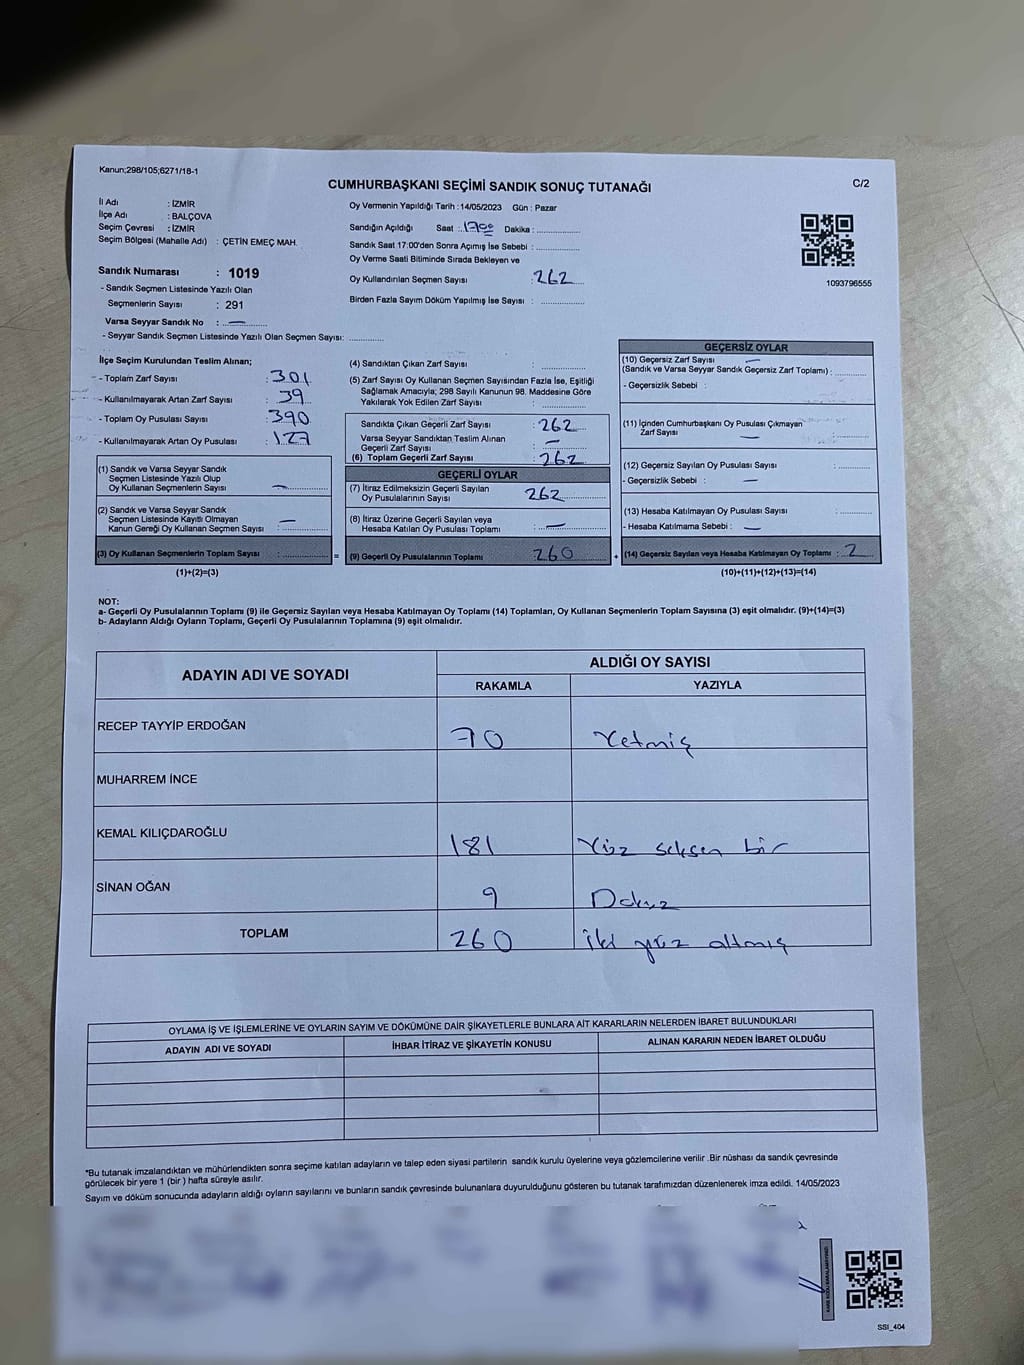 Kanun;298/105;6271/18-1
CUMHURBAŞKANI SEÇİMİ SANDIK SONUÇ TUTANAĞI
C/2
İl Adı : İZMİR
İlçe Adı : BALÇOVA
Seçim Çevresi : İZMİR
Seçim Bölgesi (Mahalle Adı) : ÇETİN EMEÇ MAH.
Oy Vermenin Yapıldığı Tarih : 14/05/2023 Gün : Pazar
Sandığın Açıldığı Saat : 1700 Dakika :
Sandık Saat 17:00'den Sonra Açımış İse Sebebi :
Oy Verme Saati Bitiminde Sırada Bekleyen ve
Oy Kullandırılan Seçmen Sayısı : 262
Birden Fazla Sayım Döküm Yapılmış İse Sayısı :
1093796555
Sandık Numarası : 1019
- Sandık Seçmen Listesinde Yazılı Olan
Seçmenlerin Sayısı : 291
Varsa Seyyar Sandık No : —
- Seyyar Sandık Seçmen Listesinde Yazılı Olan Seçmen Sayısı:
İlçe Seçim Kurulundan Teslim Alınan;
- Toplam Zarf Sayısı : 301
- Kullanılmayarak Artan Zarf Sayısı : 39
- Toplam Oy Pusulası Sayısı : 390
- Kullanılmayarak Artan Oy Pusulası : 127
(1) Sandık ve Varsa Seyyar Sandık
Seçmen Listesinde Yazılı Olup
Oy Kullanan Seçmenlerin Sayısı : —
(2) Sandık ve Varsa Seyyar Sandık
Seçmen Listesinde Kayıtlı Olmayan
Kanun Gereği Oy Kullanan Seçmen Sayısı : —
(3) Oy Kullanan Seçmenlerin Toplam Sayısı : =
(1)+(2)=(3)
(4) Sandıktan Çıkan Zarf Sayısı :
(5) Zarf Sayısı Oy Kullanan Seçmen Sayısından Fazla İse, Eşitliği
Sağlamak Amacıyla; 298 Sayılı Kanunun 98. Maddesine Göre
Yakılarak Yok Edilen Zarf Sayısı :
Sandıkta Çıkan Geçerli Zarf Sayısı : 262
Varsa Seyyar Sandıktan Teslim Alınan
Geçerli Zarf Sayısı : —
(6) Toplam Geçerli Zarf Sayısı : 262
GEÇERLİ OYLAR
(7) İtiraz Edilmeksizin Geçerli Sayılan
Oy Pusulalarının Sayısı 262
(8) İtiraz Üzerine Geçerli Sayılan veya
Hesaba Katılan Oy Pusulası Toplamı : —
(9) Geçerli Oy Pusulalarının Toplamı 260 +
GEÇERSİZ OYLAR
(10) Geçersiz Zarf Sayısı —
(Sandık ve Varsa Seyyar Sandık Geçersiz Zarf Toplamı) :
- Geçersizlik Sebebi :
(11) İçinden Cumhurbaşkanı Oy Pusulası Çıkmayan
Zarf Sayısı — :
(12) Geçersiz Sayılan Oy Pusulası Sayısı :
- Geçersizlik Sebebi : —
(13) Hesaba Katılmayan Oy Pusulası Sayısı :
- Hesaba Katılmama Sebebi : —
(14) Geçersiz Sayılan veya Hesaba Katılmayan Oy Toplamı : 2
(10)+(11)+(12)+(13)=(14)
NOT:
a- Geçerli Oy Pusulalarının Toplamı (9) ile Geçersiz Sayılan veya Hesaba Katılmayan Oy Toplamı (14) Toplamları, Oy Kullanan Seçmenlerin Toplam Sayısına (3) eşit olmalıdır. (9)+(14)=(3)
b- Adayların Aldığı Oyların Toplamı, Geçerli Oy Pusulalarının Toplamına (9) eşit olmalıdır.
ADAYIN ADI VE SOYADI
ALDIĞI OY SAYISI
RAKAMLA YAZIYLA
RECEP TAYYİP ERDOĞAN 70 Yetmiş
MUHARREM İNCE
KEMAL KILIÇDAROĞLU 181 Yüz seksen bir
SİNAN OĞAN 9 Dokuz
TOPLAM 260 iki yüz altmış
OYLAMA İŞ VE İŞLEMLERİNE VE OYLARIN SAYIM VE DÖKÜMÜNE DAİR ŞİKAYETLERLE BUNLARA AİT KARARLARIN NELERDEN İBARET BULUNDUKLARI
ADAYIN ADI VE SOYADI İHBAR İTİRAZ VE ŞİKAYETİN KONUSU ALINAN KARARIN NEDEN İBARET OLDUĞU
*Bu tutanak imzalandıktan ve mühürlendikten sonra seçime katılan adayların ve talep eden siyasi partilerin sandık kurulu üyelerine veya gözlemcilerine verilir .Bir nüshası da sandık çevresinde
görülecek bir yere 1 (bir ) hafta süreyle asılır.
Sayım ve döküm sonucunda adayların aldığı oyların sayılarını ve bunların sandık çevresinde bulunanlara duyurulduğunu gösteren bu tutanak tarafımızdan düzenlenerek imza edildi. 14/05/2023
SSI_404